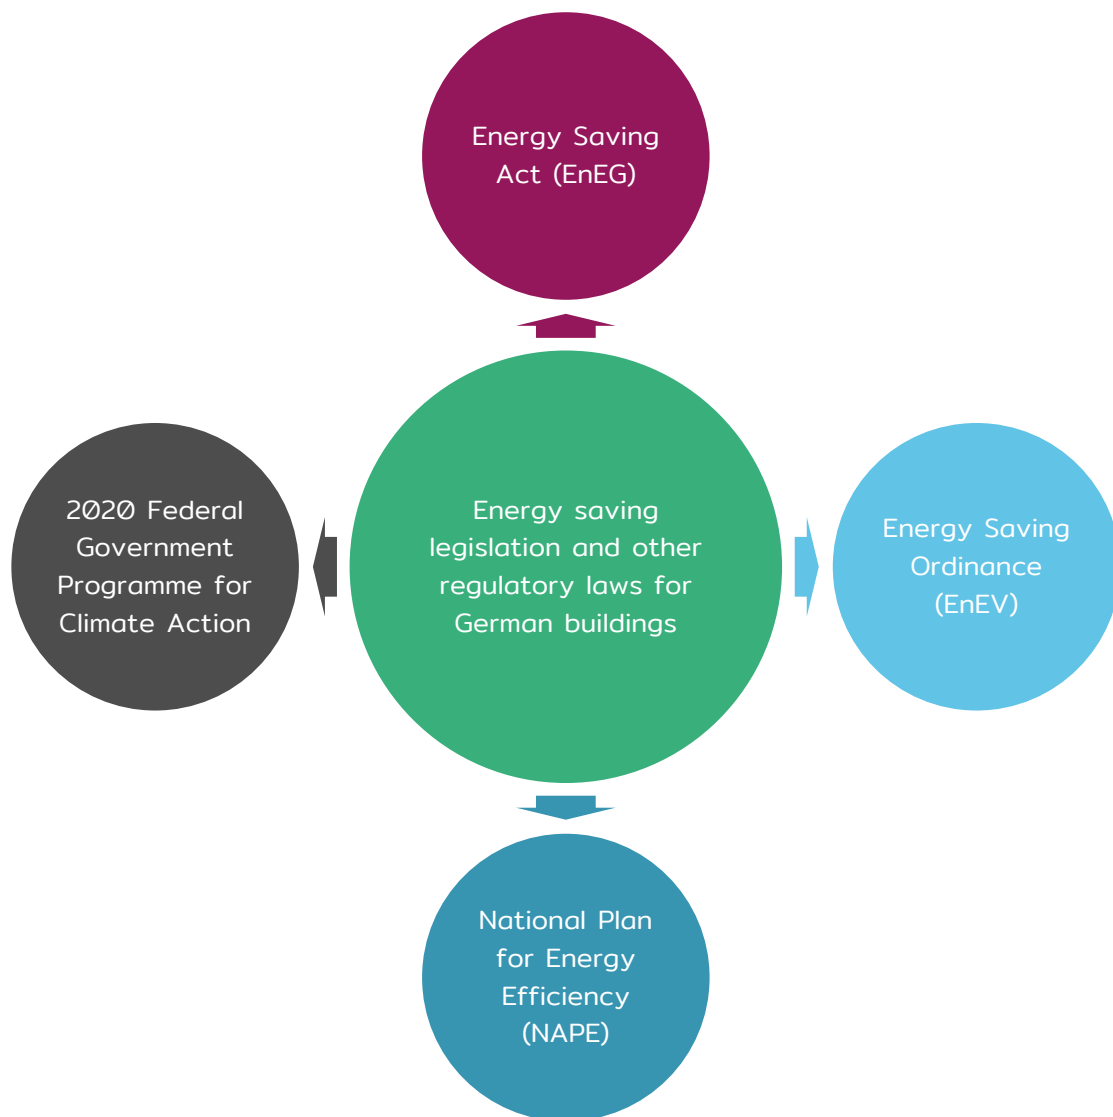 Energy Saving
Act (EnEG)
2020 Federal
Government
Programme for
Climate Action
Energy saving
legislation and other
regulatory laws for
German buildings
Energy Saving
Ordinance
(EnEV)
National Plan
for Energy
Efficiency
(NAPE)